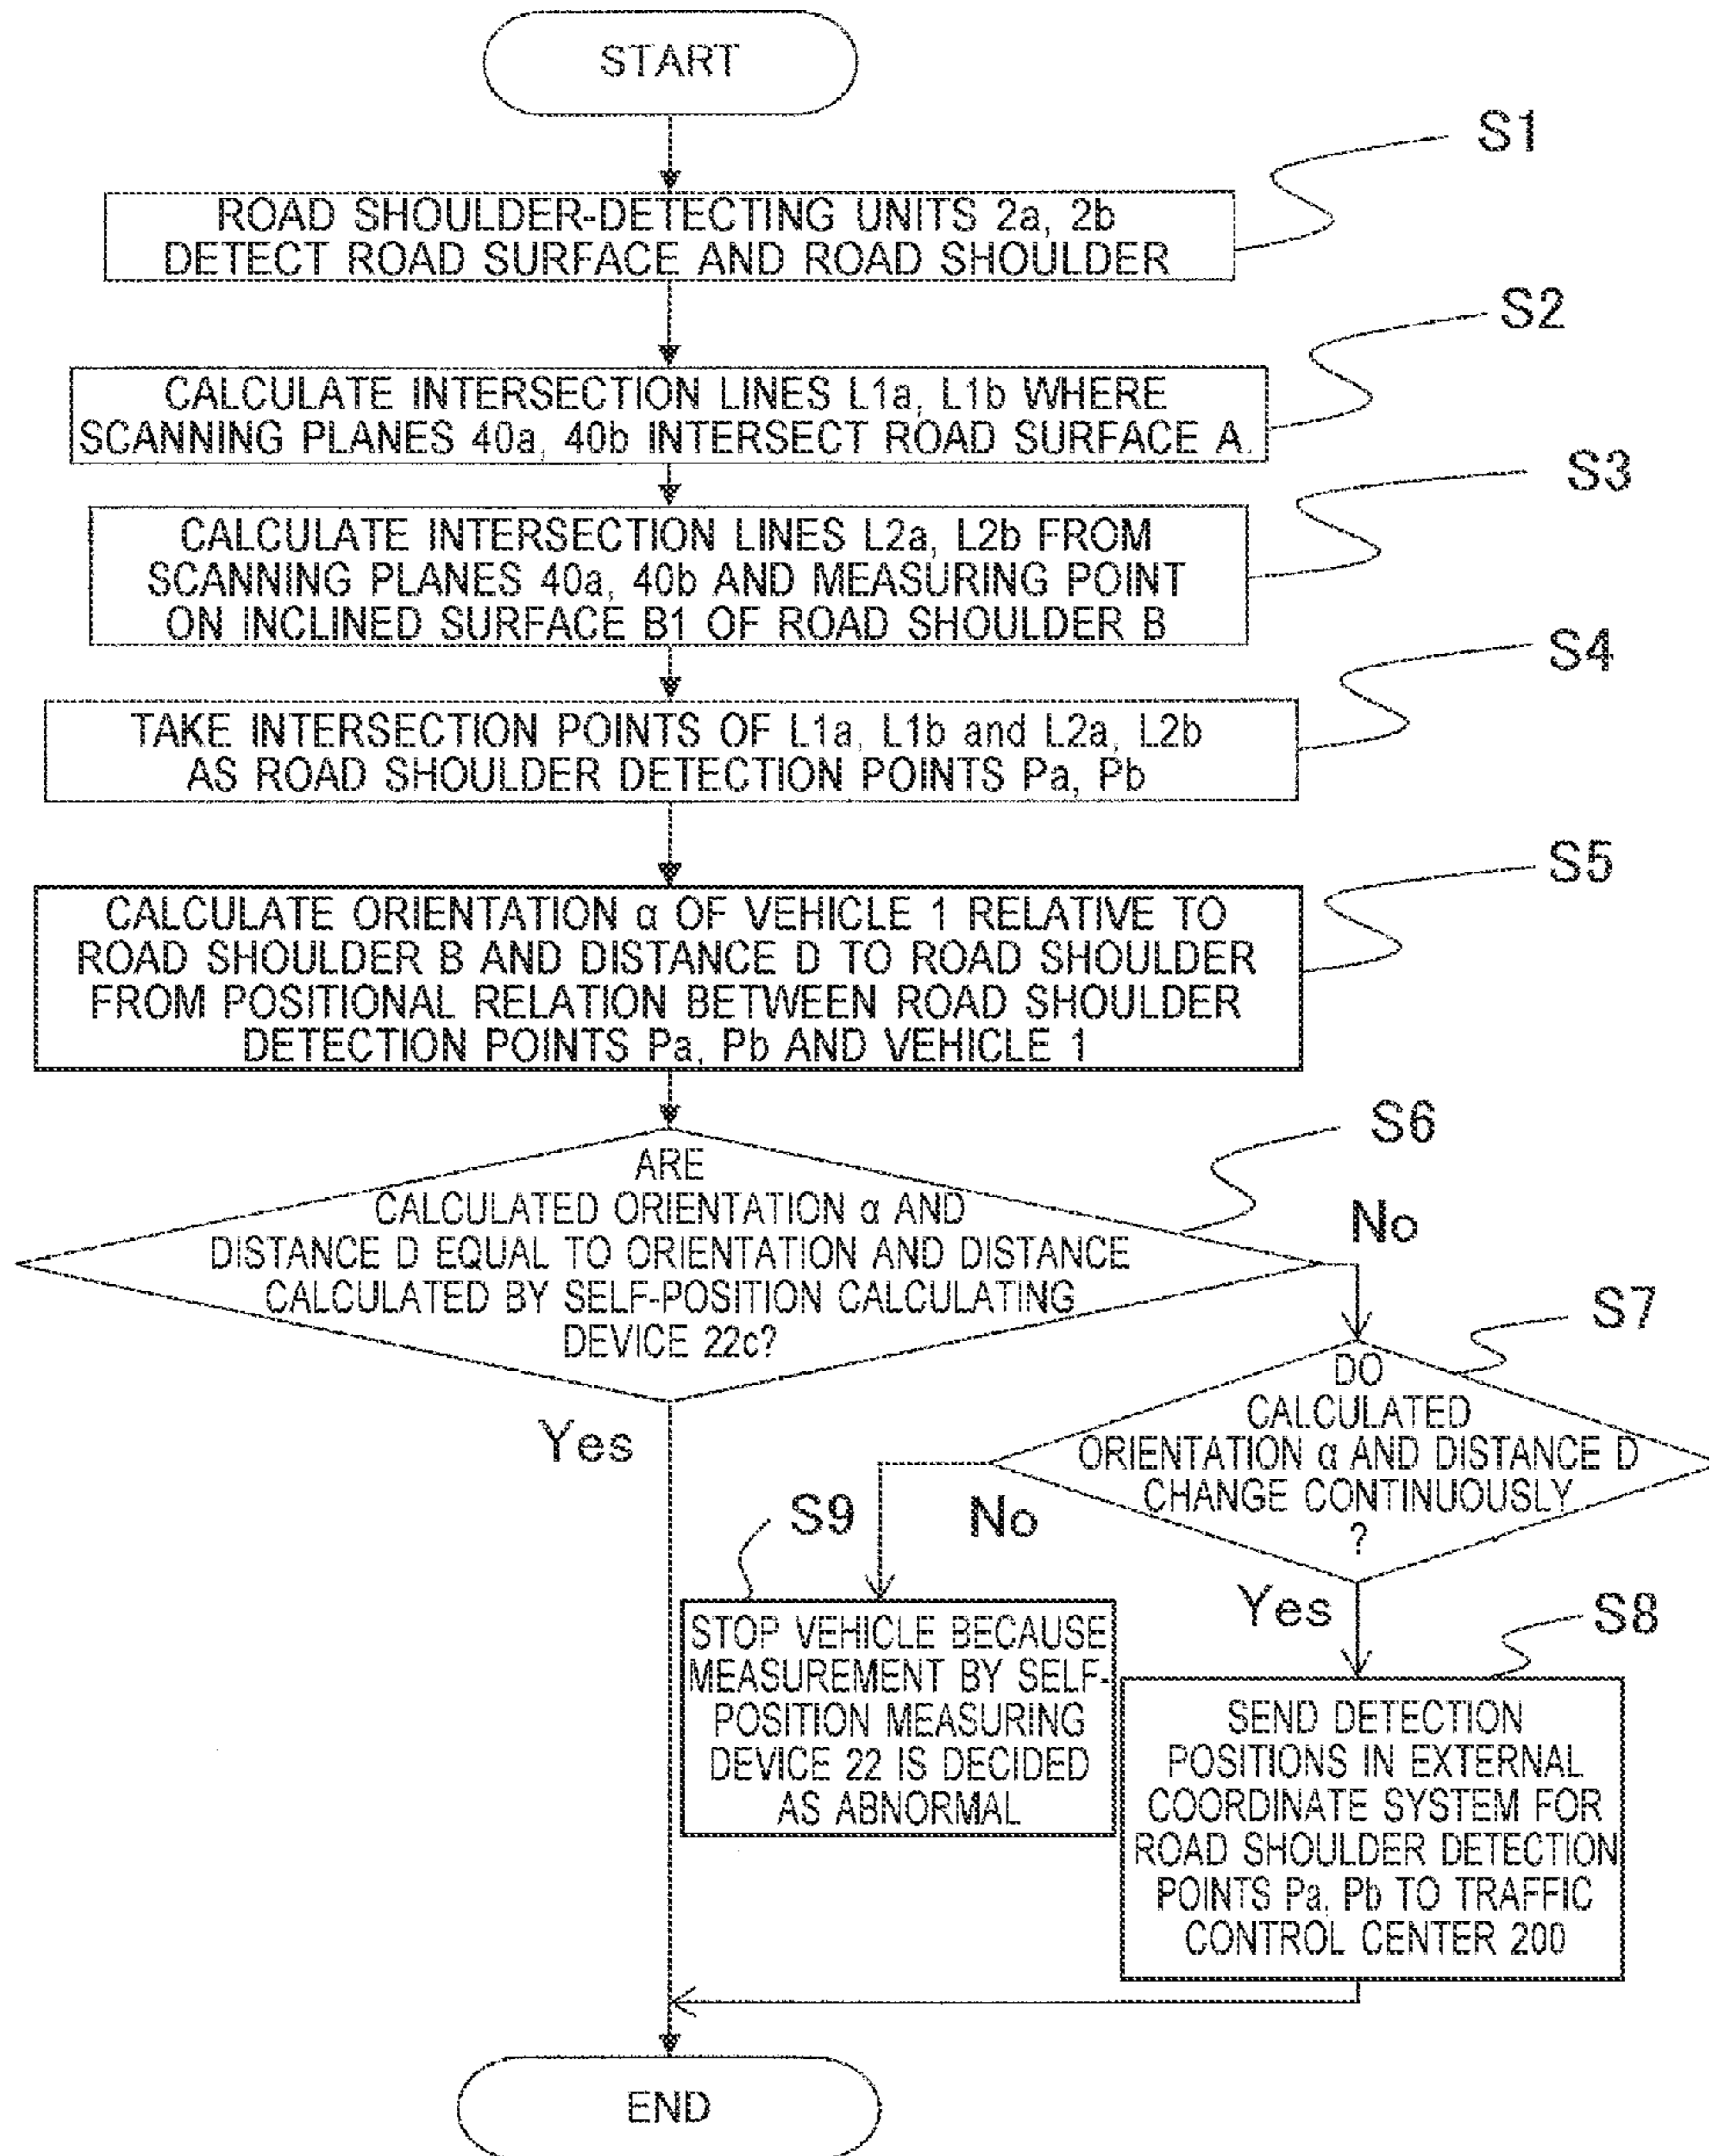 START
S1
ROAD SHOULDER-DETECTING UNITS 2a, 2b
DETECT ROAD SURFACE AND ROAD SHOULDER
S2
CALCULATE INTERSECTION LINES L1a, L1b WHERE
SCANNING PLANES 40a, 40b INTERSECT ROAD SURFACE A.
S3
CALCULATE INTERSECTION LINES L2a, L2b FROM
SCANNING PLANES 40a, 40b AND MEASURING POINT
ON INCLINED SURFACE B1 OF ROAD SHOULDER B
S4
TAKE INTERSECTION POINTS OF L1a, L1b and L2a, L2b
AS ROAD SHOULDER DETECTION POINTS Pa, Pb
S5
CALCULATE ORIENTATION α OF VEHICLE 1 RELATIVE TO
ROAD SHOULDER B AND DISTANCE D TO ROAD SHOULDER
FROM POSITIONAL RELATION BETWEEN ROAD SHOULDER
DETECTION POINTS Pa, Pb AND VEHICLE 1
S6
ARE
CALCULATED ORIENTATION α AND
DISTANCE D EQUAL TO ORIENTATION AND DISTANCE
CALCULATED BY SELF-POSITION CALCULATING
DEVICE 22c?
No
Yes
S7
DO
CALCULATED
ORIENTATION α AND DISTANCE D
CHANGE CONTINUOUSLY
?
No
Yes
S9
STOP VEHICLE BECAUSE
MEASUREMENT BY SELF-
POSITION MEASURING
DEVICE 22 IS DECIDED
AS ABNORMAL
S8
SEND DETECTION
POSITIONS IN EXTERNAL
COORDINATE SYSTEM FOR
ROAD SHOULDER DETECTION
POINTS Pa, Pb TO TRAFFIC
CONTROL CENTER 200
END